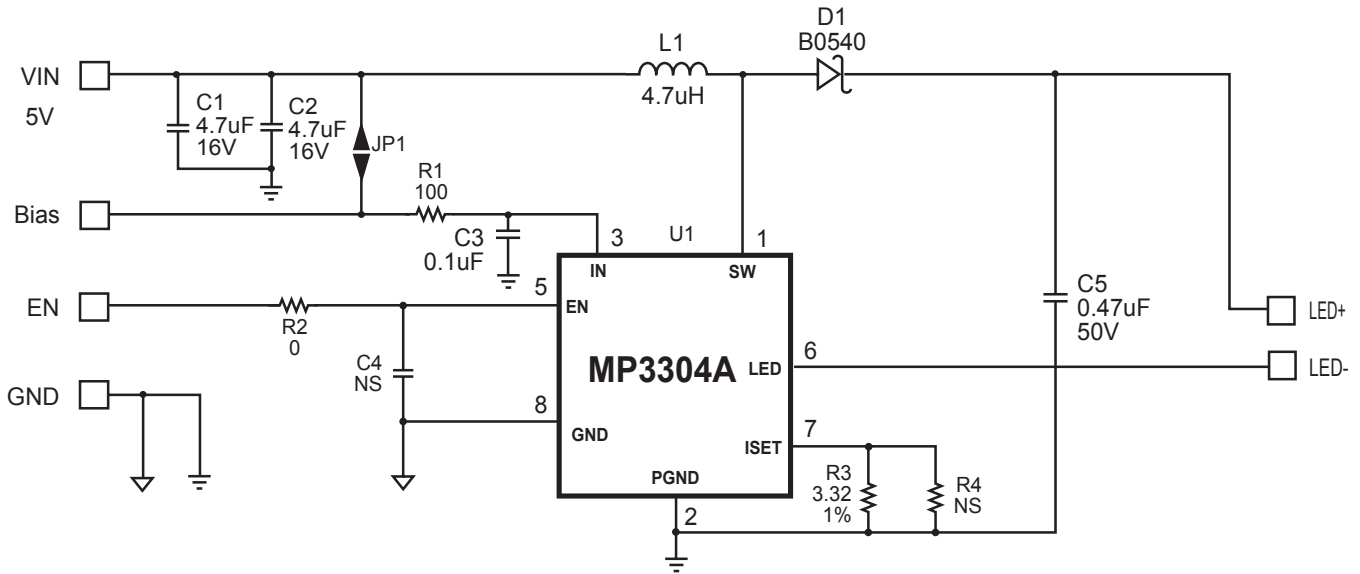 D1
B0540
L1
4.7uH
VIN
5V
C1
4.7uF
16V
C2
4.7uF
16V
JP1
R1
100
Bias
C3
0.1uF
3
U1
1
IN
SW
EN
R2
0
5
EN
C4
NS
MP3304A
LED
6
C5
0.47uF
50V
LED+
LED-
GND
8
GND
7
ISET
PGND
2
R3
3.32
1%
R4
NS